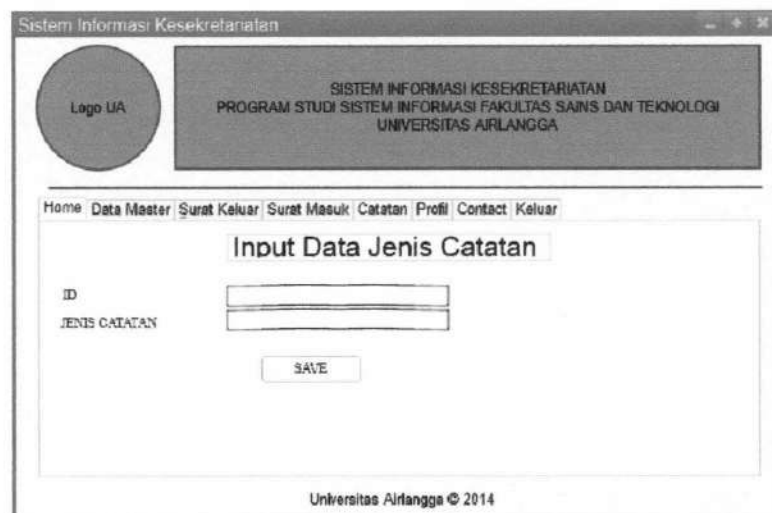 Sistem Informasi Kesekretariatan
Logo UA
SISTEM INFORMASI KESEKRETARIATAN
PROGRAM STUDI SISTEM INFORMASI FAKULTAS SAINS DAN TEKNOLOGI
UNIVERSITAS AIRLANGGA
Home Data Master Surat Keluar Surat Masuk Catatan Profil Contact Keluar
Input Data Jenis Catatan
ID
JENIS CATATAN
SAVE
Universitas Airlangga © 2014